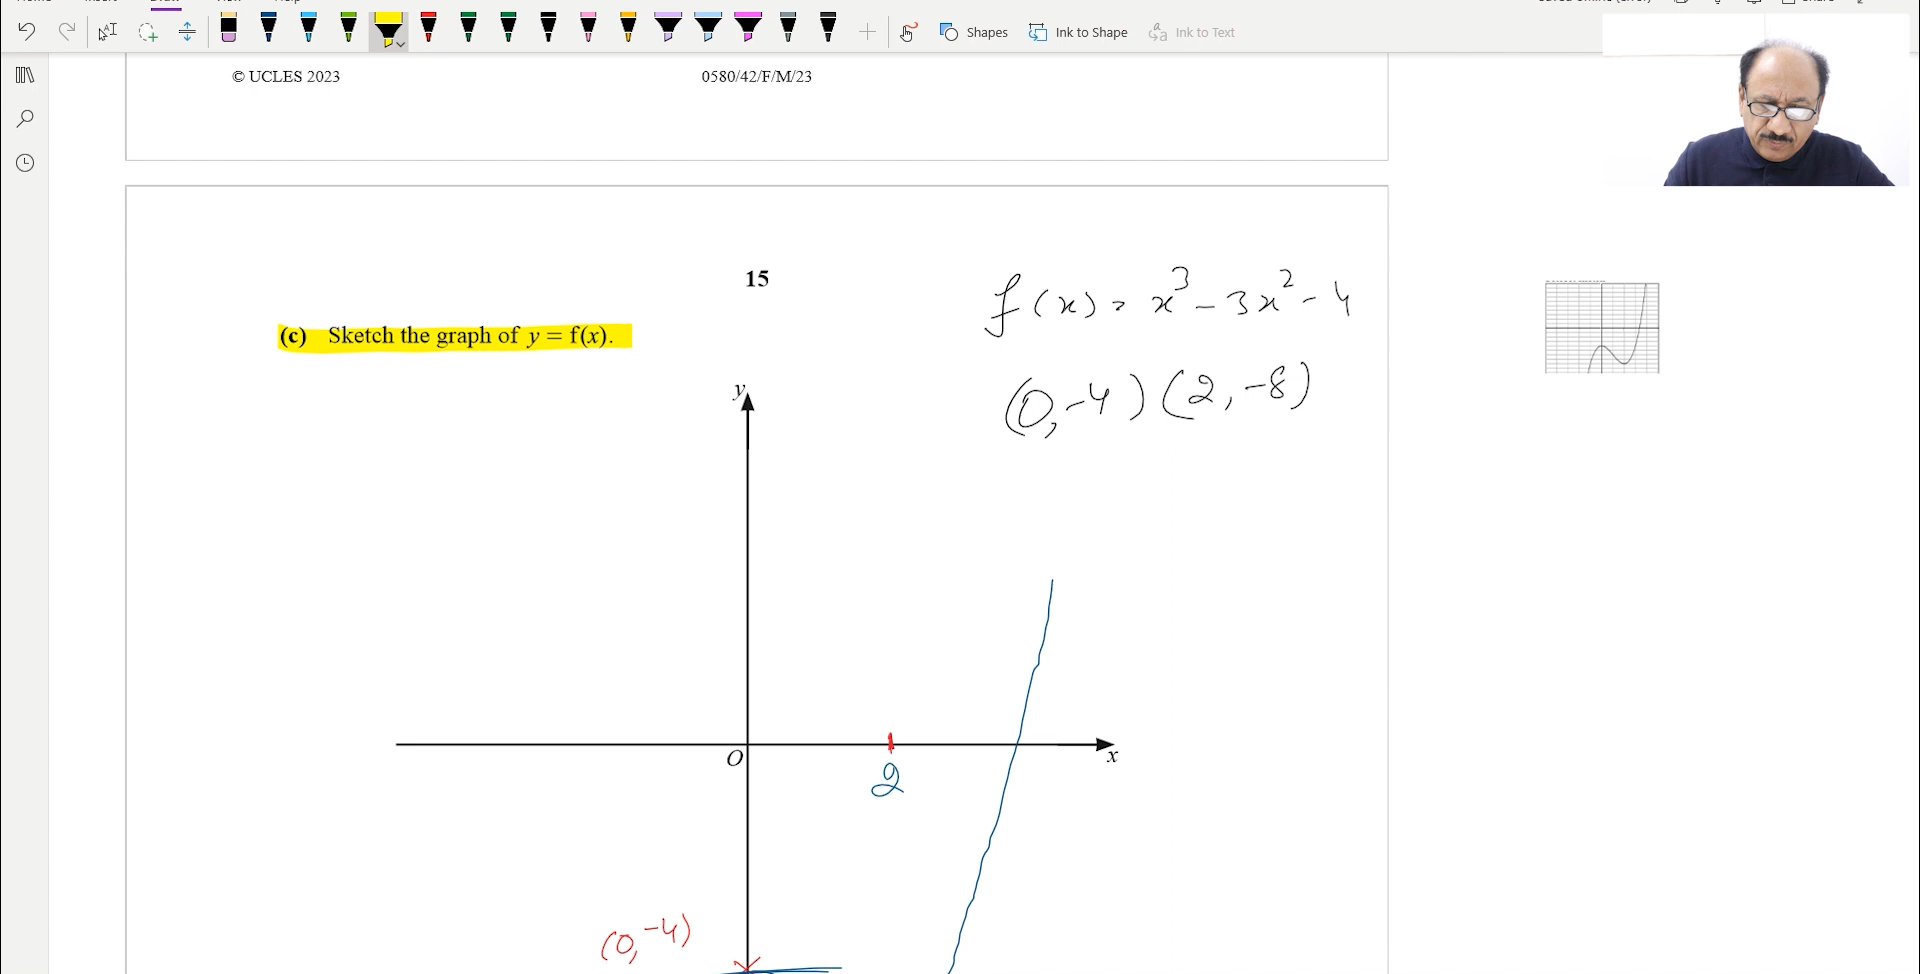 Shapes
Ink to Shape
Ink to Text
© UCLES 2023
0580/42/F/M/23
15
f(x) = x³ - 3x² - 4
(c) Sketch the graph of y = f(x).
(0, -4) (2, -8)
y
O
x
2
(0, -4)